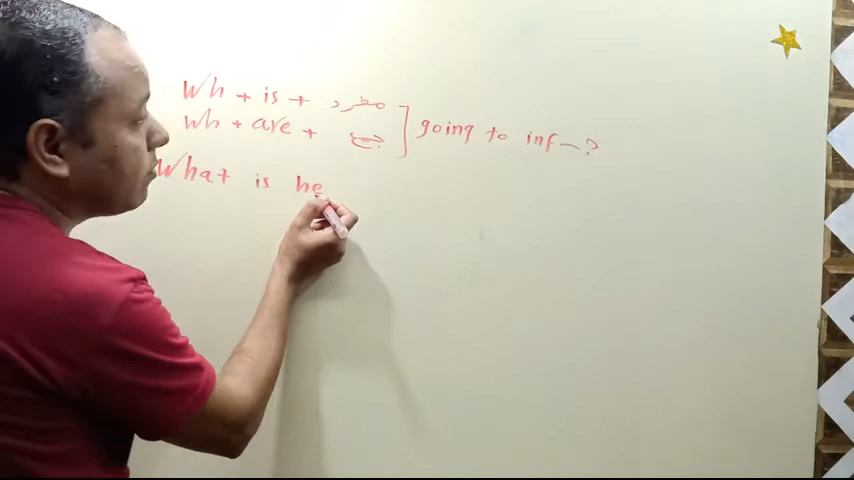 Wh + is + مفرد ] going to inf ـ ?
Wh + are + جمع
What is he